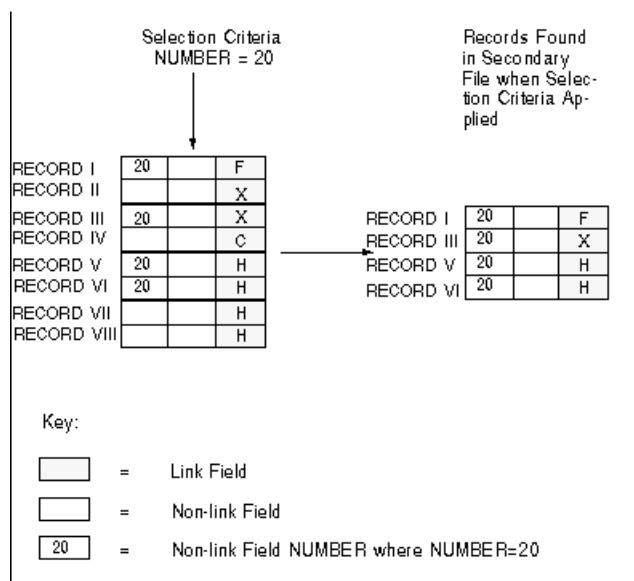 Selection Criteria
NUMBER = 20
Records Found
in Secondary
File when Selec-
tion Criteria Ap-
plied
RECORD I 20 F
RECORD II X
RECORD III 20 X
RECORD IV C
RECORD V 20 H
RECORD VI 20 H
RECORD VII H
RECORD VIII H
RECORD I 20 F
RECORD III 20 X
RECORD V 20 H
RECORD VI 20 H
Key:
= Link Field
= Non-link Field
20 = Non-link Field NUMBER where NUMBER=20